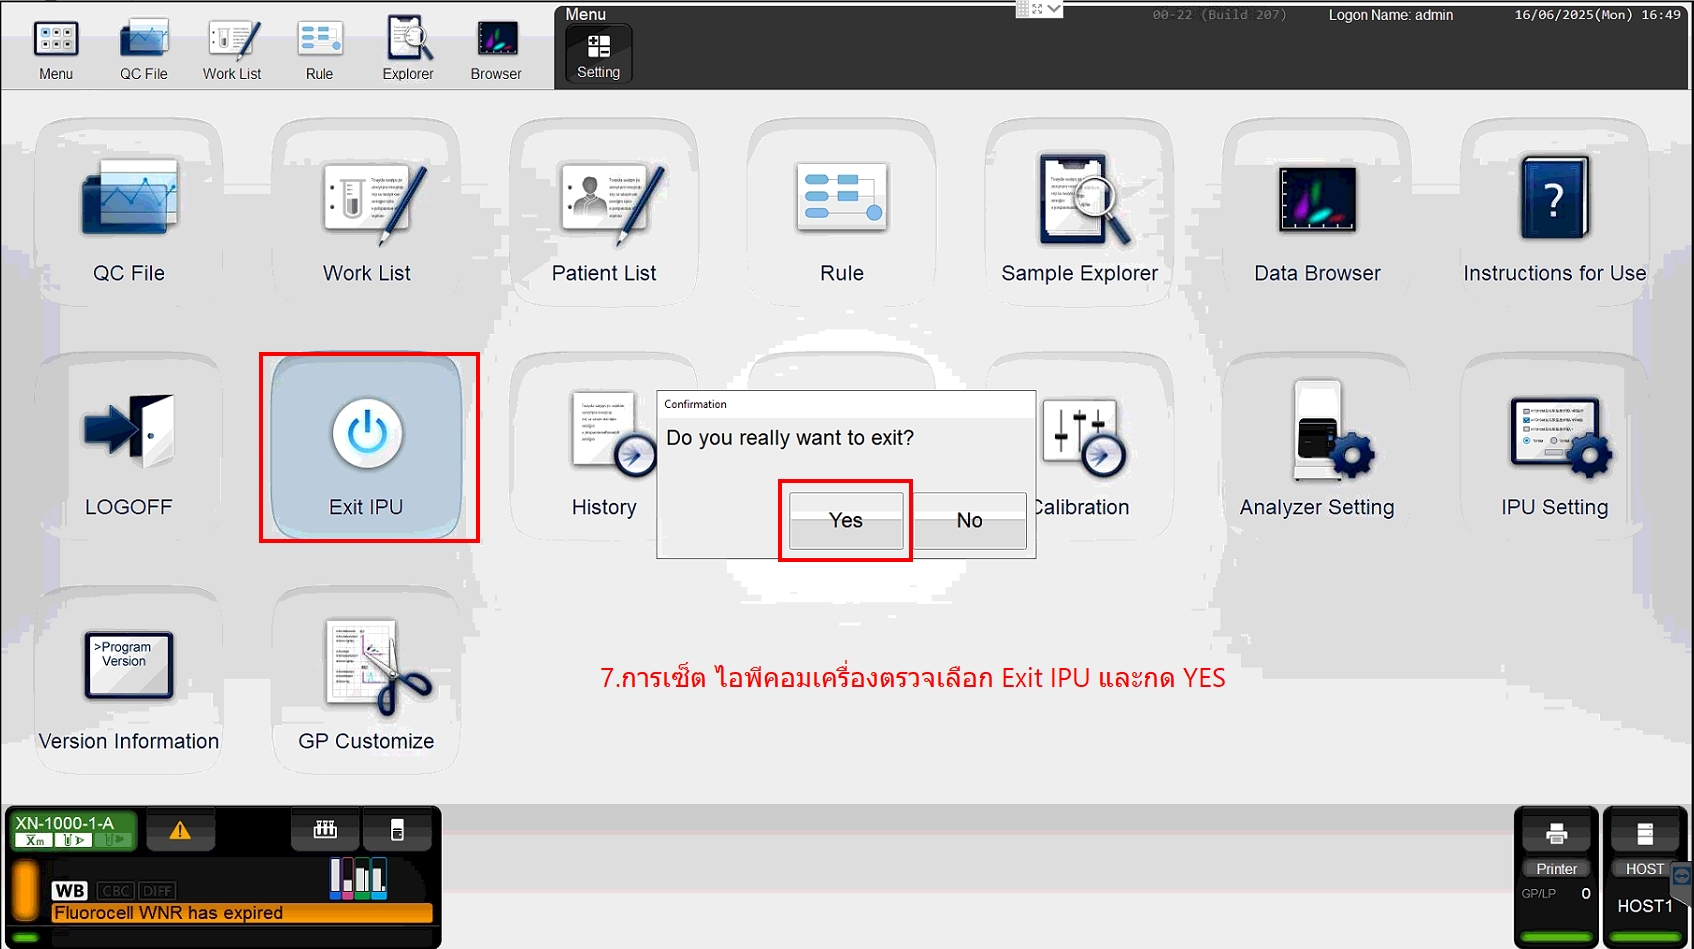 Menu
QC File
Work List
Rule
Explorer
Browser
Menu
Setting
00-22 (Build 207)
Logon Name: admin
16/06/2025(Mon) 16:49
QC File
Work List
Patient List
Rule
Sample Explorer
Data Browser
Instructions for Use
LOGOFF
Exit IPU
History
Calibration
Analyzer Setting
IPU Setting
Confirmation
Do you really want to exit?
Yes
No
>Program
Version
Version Information
GP Customize
7.การเซ็ต ไอพีคอมเครื่องตรวจเลือก Exit IPU และกด YES
XN-1000-1-A
WB CBC DIFF
Fluorocell WNR has expired
Printer
GP/LP 0
HOST
HOST1